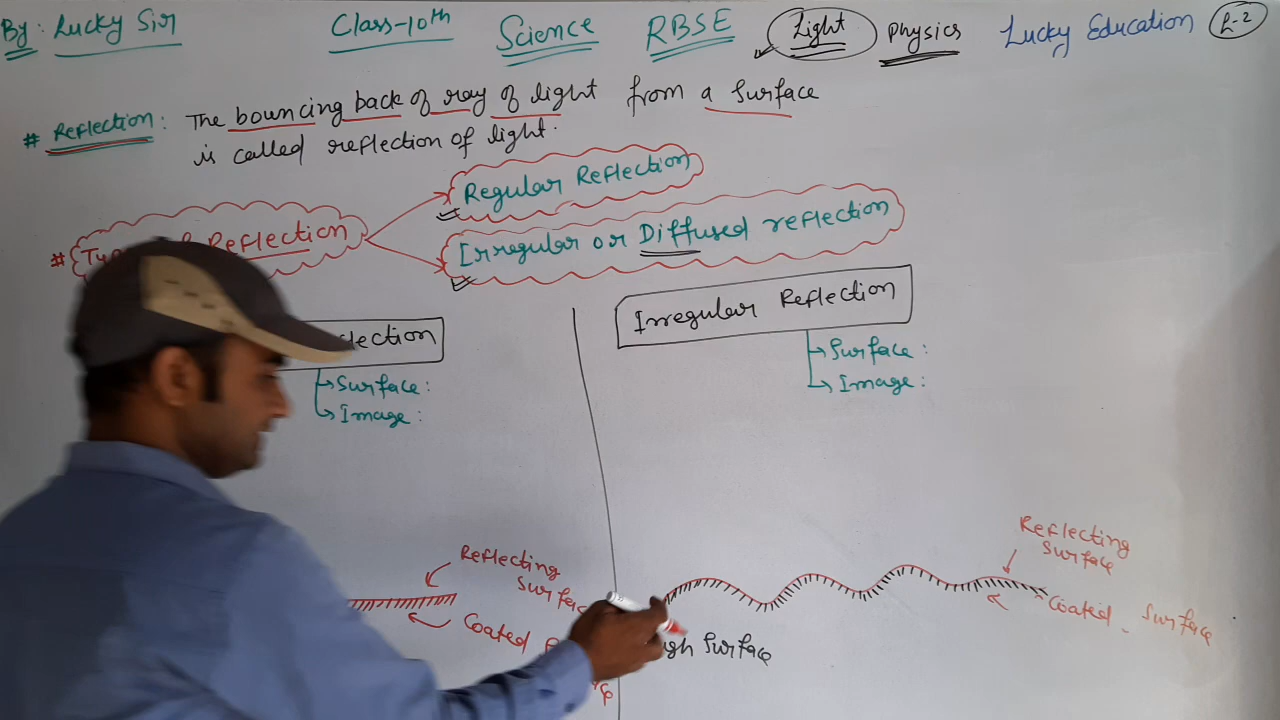 By: Lucky Sir Class-10th Science RBSE Light Physics Lucky Education L-2
# Reflection: The bouncing back of ray of light from a surface
is called reflection of light.
Regular Reflection
# Reflection
Irregular or Diffused reflection
Irregular Reflection
Surface:
Image:
Surface:
Image:
Reflecting
Surface
Coated
Reflecting
Surface
Coated Surface
Surface